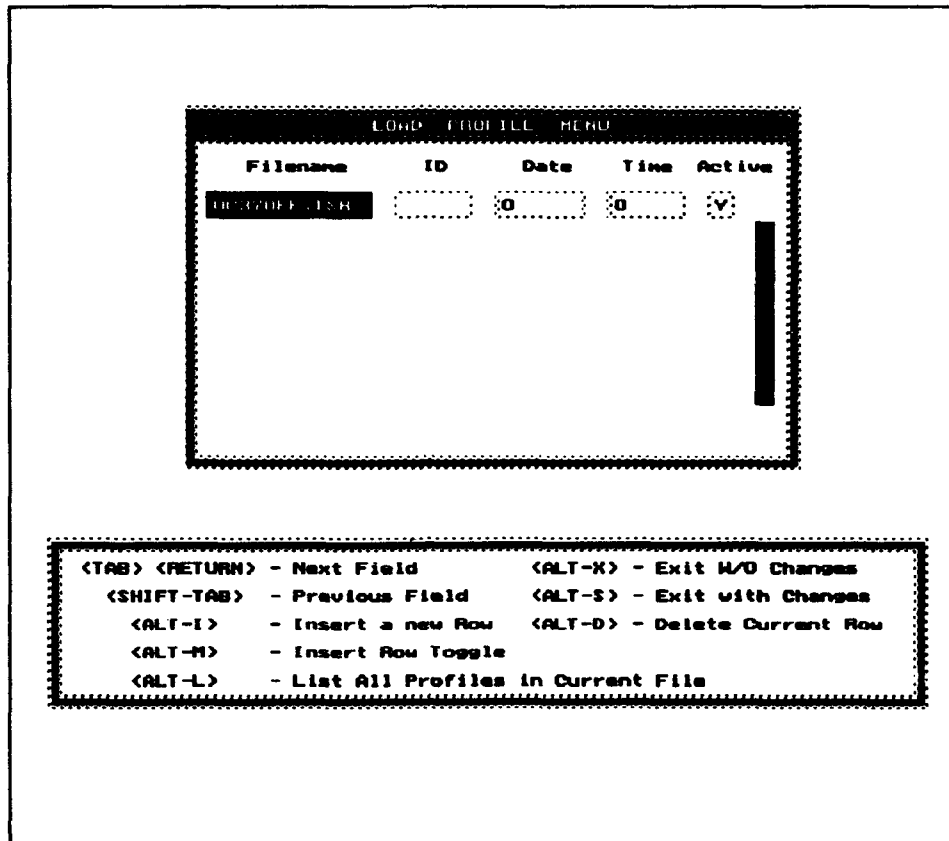 LOAD PROFILE MENU
Filename ID Date Time Active
0 0 Y
<TAB> <RETURN> - Next Field <ALT-X> - Exit W/O Changes
<SHIFT-TAB> - Previous Field <ALT-S> - Exit with Changes
<ALT-I> - Insert a new Row <ALT-D> - Delete Current Row
<ALT-M> - Insert Row Toggle
<ALT-L> - List All Profiles in Current File